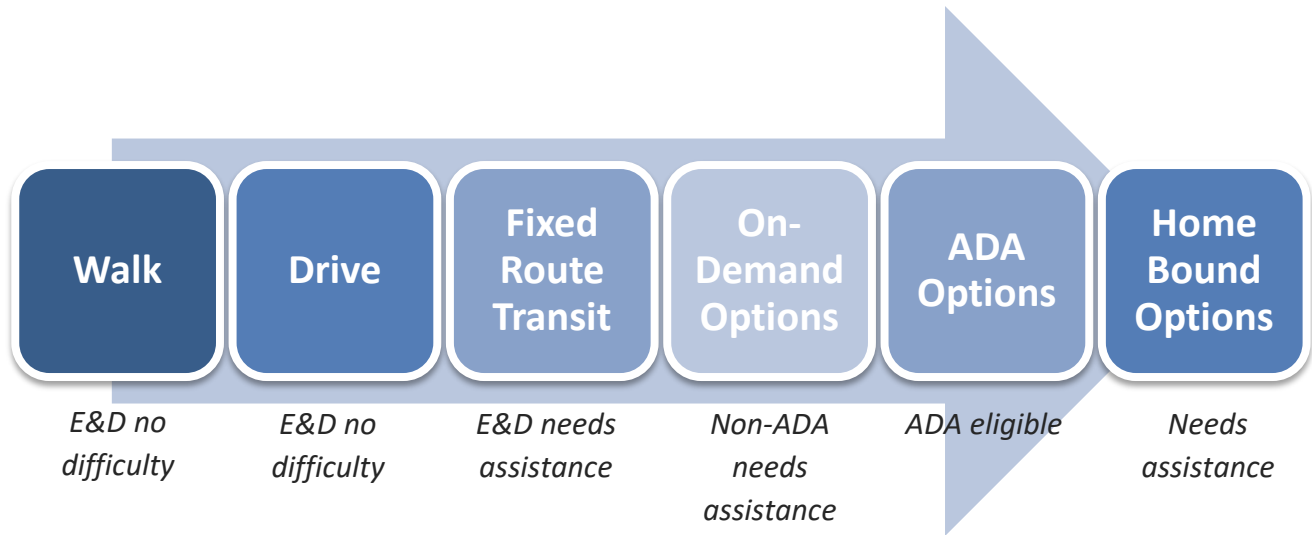 Walk
Drive
Fixed
Route
Transit
On-
Demand
Options
ADA
Options
Home
Bound
Options
E&D no
difficulty
E&D no
difficulty
E&D needs
assistance
Non-ADA
needs
assistance
ADA eligible
Needs
assistance